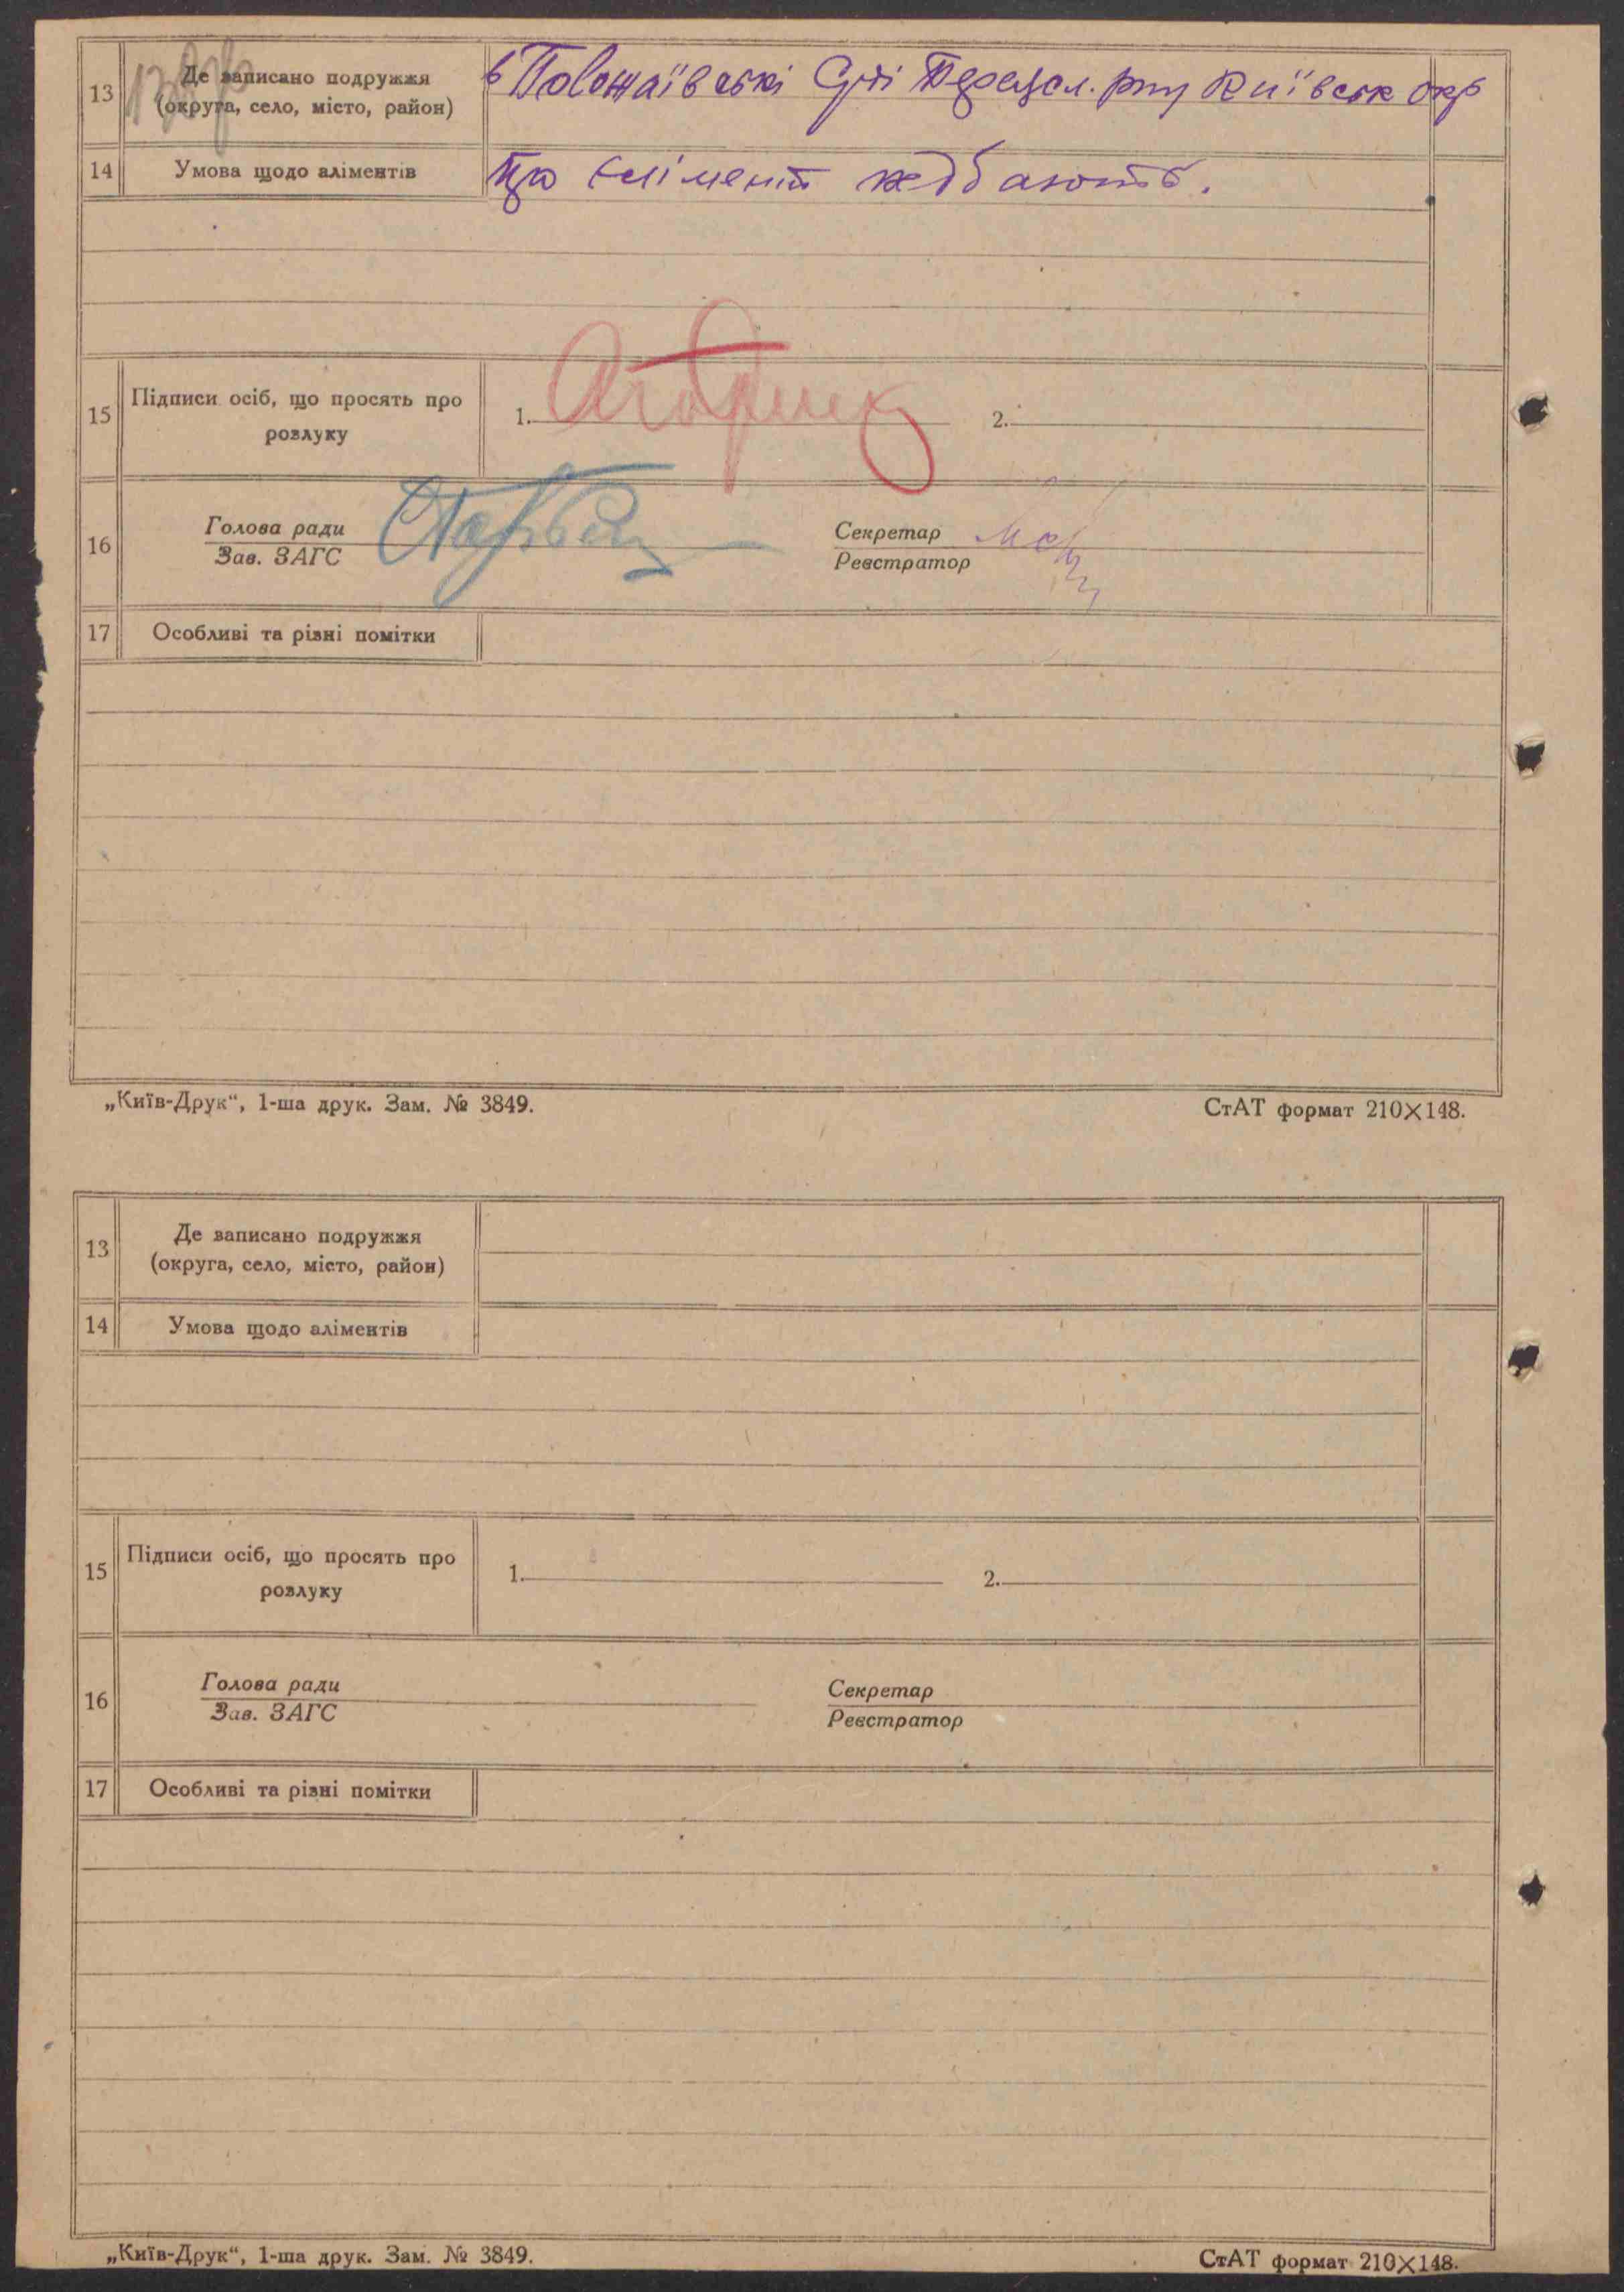 13 Де записано подружжя
(округа, село, місто, район)
в Положаївські С/ді Переясл. р-ну Київськ окр
14 Умова щодо аліментів
про алімент не дбають.
15 Підписи осіб, що просять про
розлуку
1. 2.
16 Голова ради
Зав. ЗАГС
Секретар
Реєстратор
17 Особливі та різні помітки
„Київ-Друк“, 1-ша друк. Зам. № 3849. СтАТ формат 210×148.
13 Де записано подружжя
(округа, село, місто, район)
14 Умова щодо аліментів
15 Підписи осіб, що просять про
розлуку
1. 2.
16 Голова ради
Зав. ЗАГС
Секретар
Реєстратор
17 Особливі та різні помітки
„Київ-Друк“, 1-ша друк. Зам. № 3849. СтАТ формат 210×148.